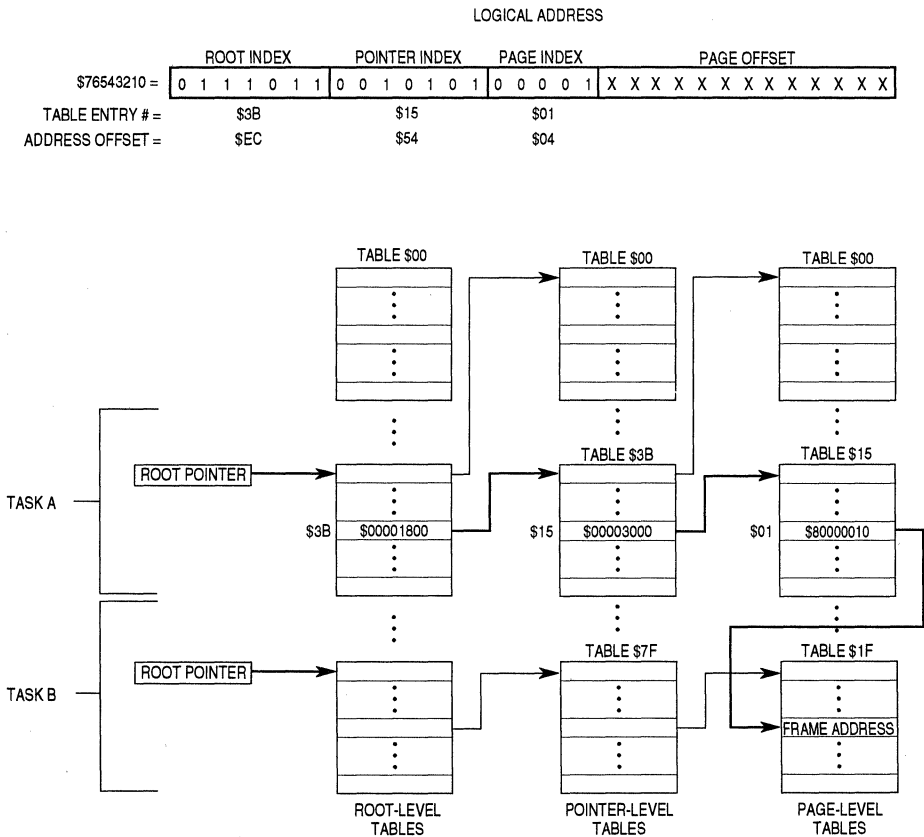 LOGICAL ADDRESS
ROOT INDEX POINTER INDEX PAGE INDEX PAGE OFFSET
$76543210 = 0 1 1 1 0 1 1 0 0 1 0 1 0 1 0 0 0 0 1 X X X X X X X X X X X X X
TABLE ENTRY # = $3B $15 $01
ADDRESS OFFSET = $EC $54 $04
TABLE $00 TABLE $00 TABLE $00
TABLE $3B TABLE $15
ROOT POINTER
TASK A
$3B $00001800 $15 $00003000 $01 $80000010
TABLE $7F TABLE $1F
ROOT POINTER
TASK B
FRAME ADDRESS
ROOT-LEVEL TABLES
POINTER-LEVEL TABLES
PAGE-LEVEL TABLES